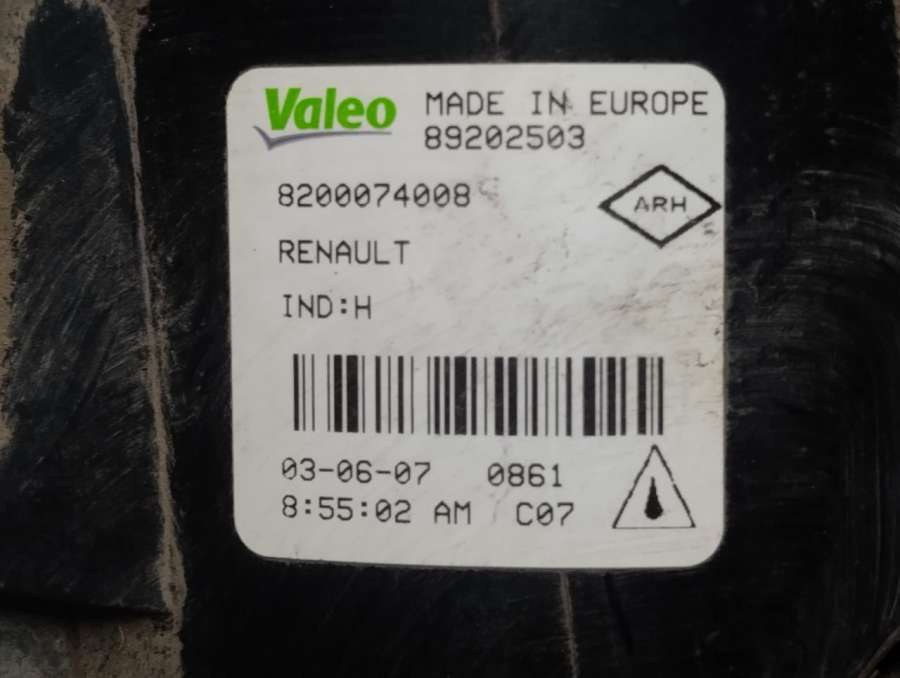 Valeo MADE IN EUROPE
89202503
8200074008
ARH
RENAULT
IND:H
03-06-07 0861
8:55:02 AM C07